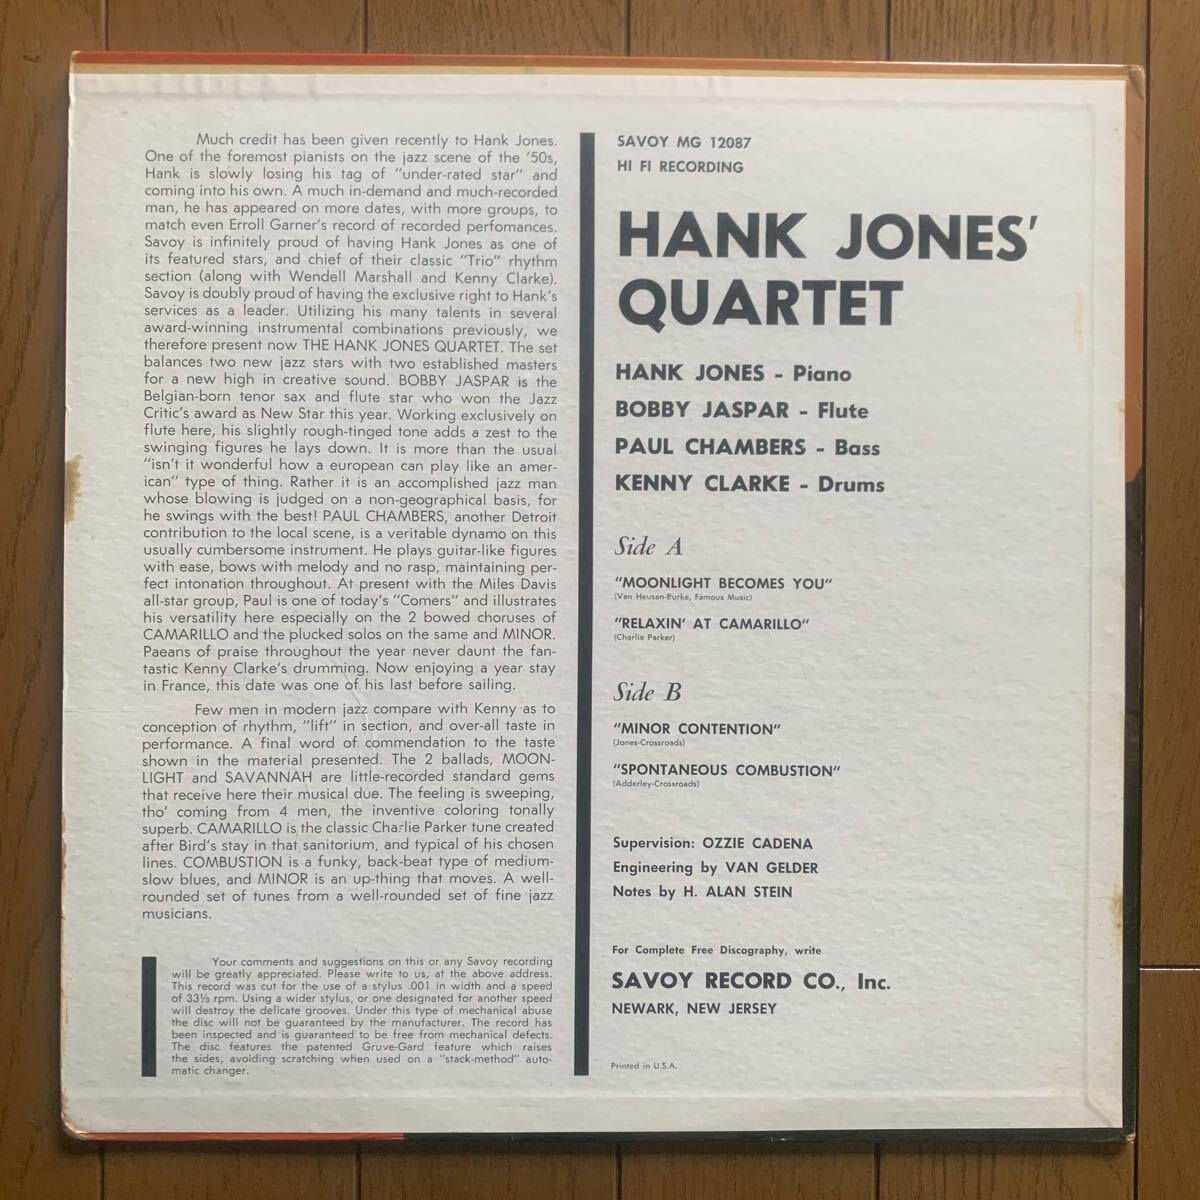 Much credit has been given recently to Hank Jones.
One of the foremost pianists on the jazz scene of the '50s,
Hank is slowly losing his tag of "under-rated star" and
coming into his own. A much in-demand and much-recorded
man, he has appeared on more dates, with more groups, to
match even Erroll Garner's record of recorded perfomances.
Savoy is infinitely proud of having Hank Jones as one of
its featured stars, and chief of their classic "Trio" rhythm
section (along with Wendell Marshall and Kenny Clarke).
Savoy is doubly proud of having the exclusive right to Hank's
services as a leader. Utilizing his many talents in several
award-winning instrumental combinations previously, we
therefore present now THE HANK JONES QUARTET. The set
balances two new jazz stars with two established masters
for a new high in creative sound. BOBBY JASPAR is the
Belgian-born tenor sax and flute star who won the Jazz
Critic's award as New Star this year. Working exclusively on
flute here, his slightly rough-tinged tone adds a zest to the
swinging figures he lays down. It is more than the usual
"isn't it wonderful how a european can play like an amer-
ican" type of thing. Rather it is an accomplished jazz man
whose blowing is judged on a non-geographical basis, for
he swings with the best! PAUL CHAMBERS, another Detroit
contribution to the local scene, is a veritable dynamo on this
usually cumbersome instrument. He plays guitar-like figures
with ease, bows with melody and no rasp, maintaining per-
fect intonation throughout. At present with the Miles Davis
all-star group, Paul is one of today's "Comers" and illustrates
his versatility here especially on the 2 bowed choruses of
CAMARILLO and the plucked solos on the same and MINOR.
Paeans of praise throughout the year never daunt the fan-
tastic Kenny Clarke's drumming. Now enjoying a year stay
in France, this date was one of his last before sailing.
Few men in modern jazz compare with Kenny as to
conception of rhythm, "lift" in section, and over-all taste in
performance. A final word of commendation to the taste
shown in the material presented. The 2 ballads, MOON-
LIGHT and SAVANNAH are little-recorded standard gems
that receive here their musical due. The feeling is sweeping,
tho' coming from 4 men, the inventive coloring tonally
superb. CAMARILLO is the classic Charlie Parker tune created
after Bird's stay in that sanitorium, and typical of his chosen
lines. COMBUSTION is a funky, back-beat type of medium-
slow blues, and MINOR is an up-thing that moves. A well-
rounded set of tunes from a well-rounded set of fine jazz
musicians.
Your comments and suggestions on this or any Savoy recording
will be greatly appreciated. Please write to us, at the above address.
This record was cut for the use of a stylus .001 in width and a speed
of 33⅓ rpm. Using a wider stylus, or one designated for another speed
will destroy the delicate grooves. Under this type of mechanical abuse
the disc will not be guaranteed by the manufacturer. The record has
been inspected and is guaranteed to be free from mechanical defects.
The disc features the patented Gruve-Gard feature which raises
the sides, avoiding scratching when used on a "stack-method" auto-
matic changer.
SAVOY MG 12087
HI FI RECORDING
HANK JONES'
QUARTET
HANK JONES - Piano
BOBBY JASPAR - Flute
PAUL CHAMBERS - Bass
KENNY CLARKE - Drums
Side A
"MOONLIGHT BECOMES YOU"
(Van Heusan-Burke, Famous Music)
"RELAXIN' AT CAMARILLO"
(Charlie Parker)
Side B
"MINOR CONTENTION"
(Jones-Crossroads)
"SPONTANEOUS COMBUSTION"
(Adderley-Crossroads)
Supervision: OZZIE CADENA
Engineering by VAN GELDER
Notes by H. ALAN STEIN
For Complete Free Discography, write
SAVOY RECORD CO., Inc.
NEWARK, NEW JERSEY
Printed in U.S.A.